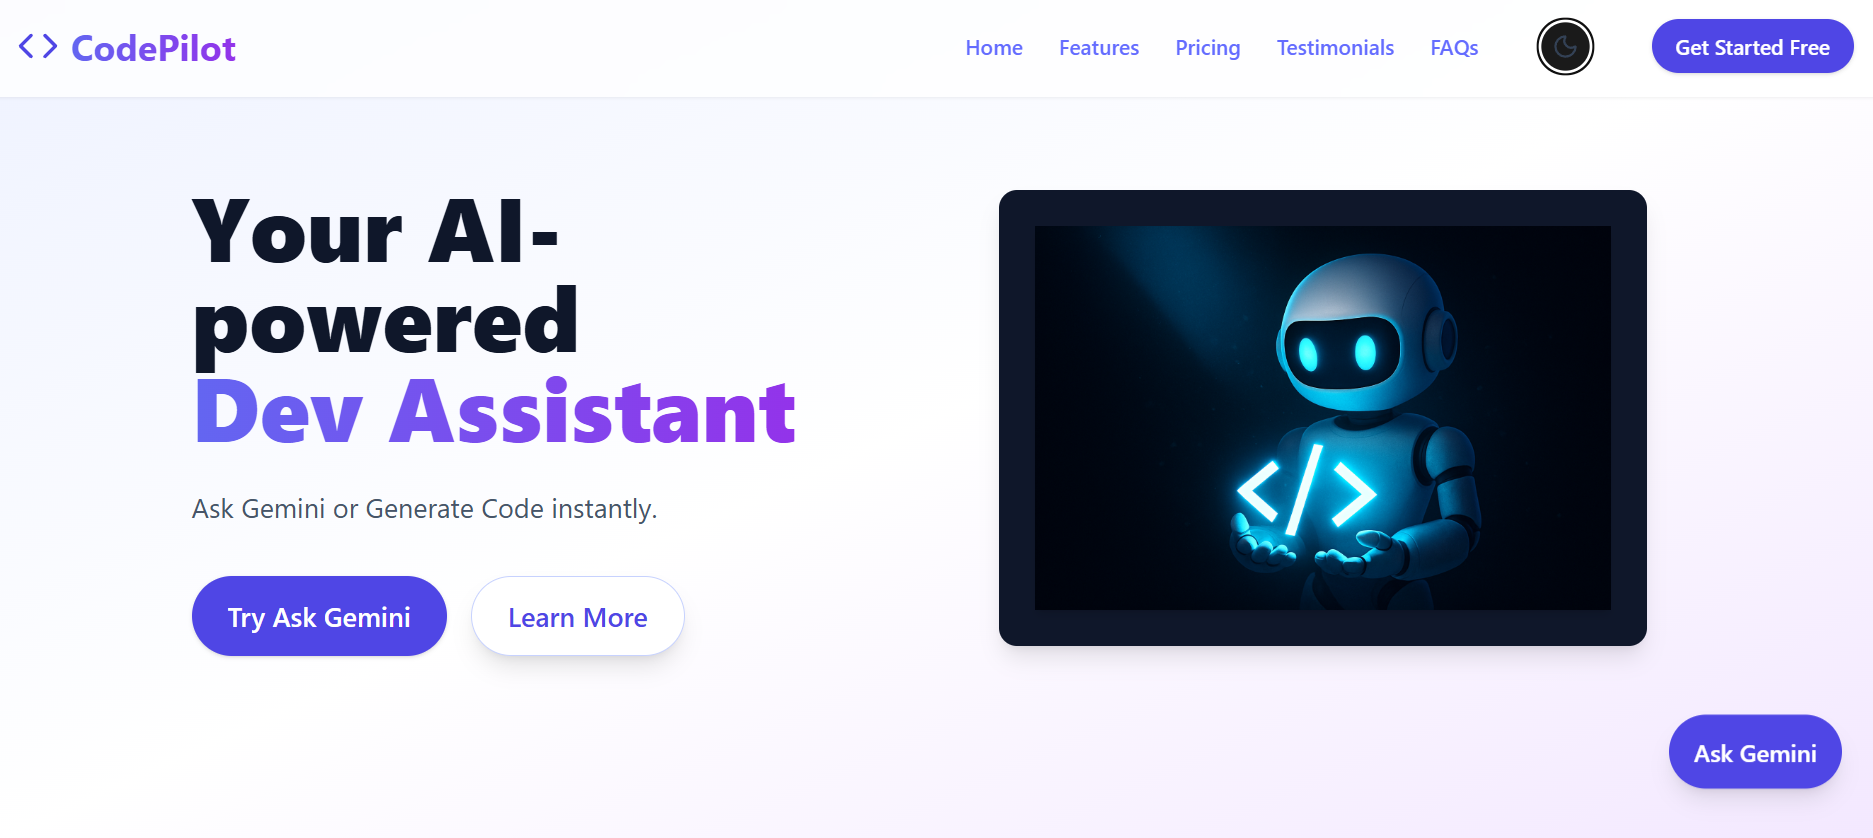 CodePilot
Home
Features
Pricing
Testimonials
FAQs
Get Started Free
Your AI-
powered
Dev Assistant
Ask Gemini or Generate Code instantly.
Try Ask Gemini
Learn More
</>
Ask Gemini